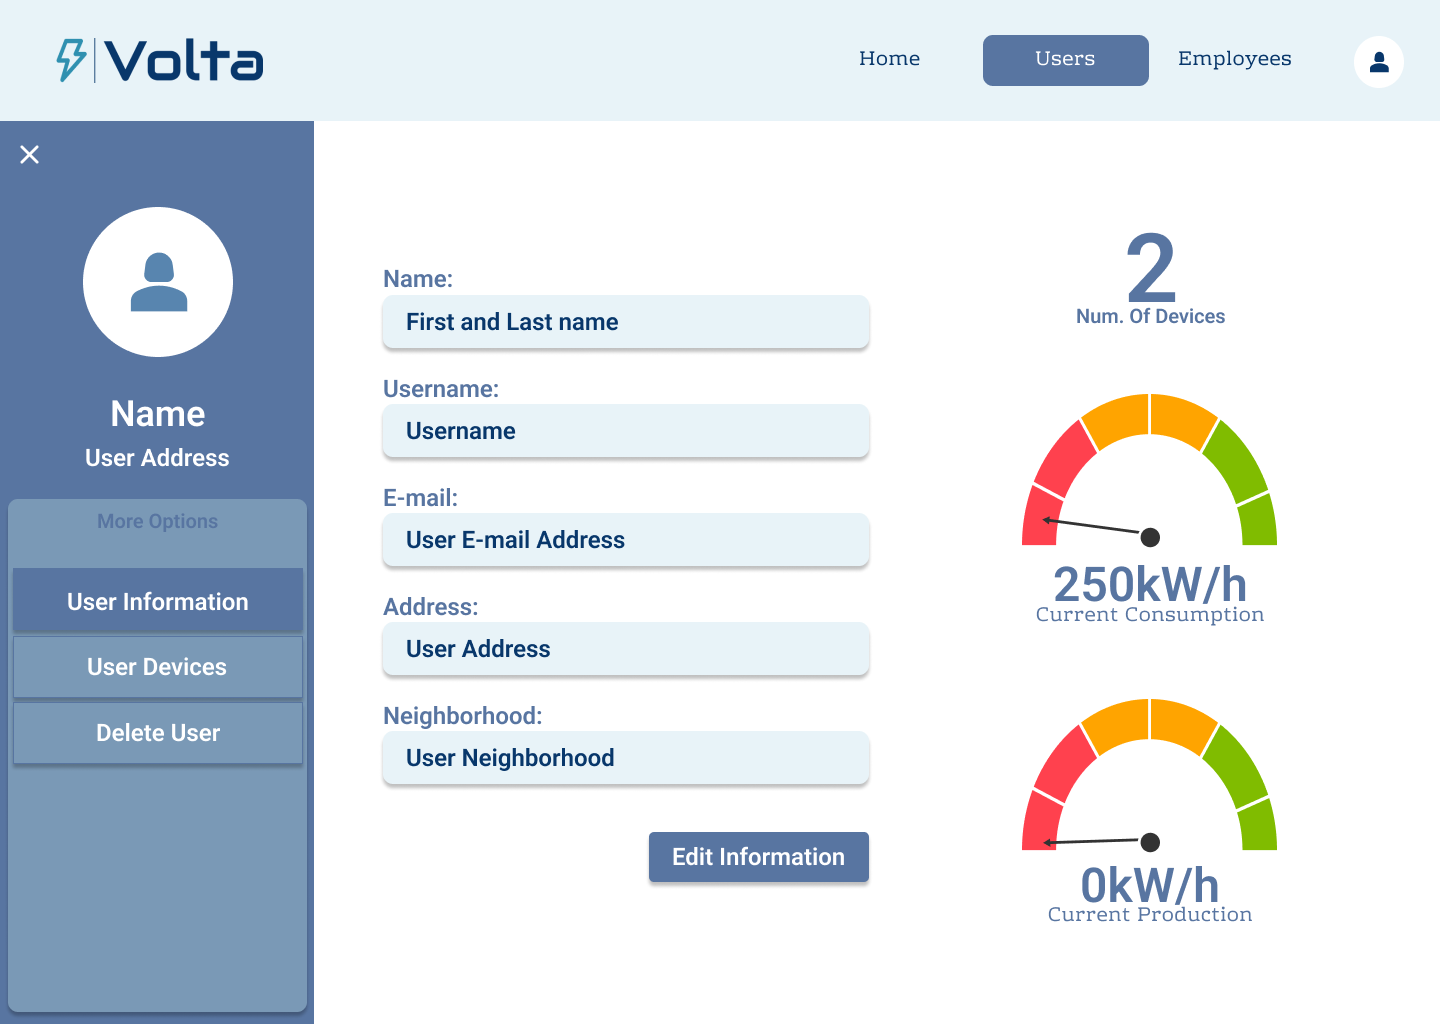 Volta
Home
Users
Employees
Name
User Address
More Options
User Information
User Devices
Delete User
Name:
First and Last name
Username:
Username
E-mail:
User E-mail Address
Address:
User Address
Neighborhood:
User Neighborhood
Edit Information
2
Num. Of Devices
250kW/h
Current Consumption
0kW/h
Current Production